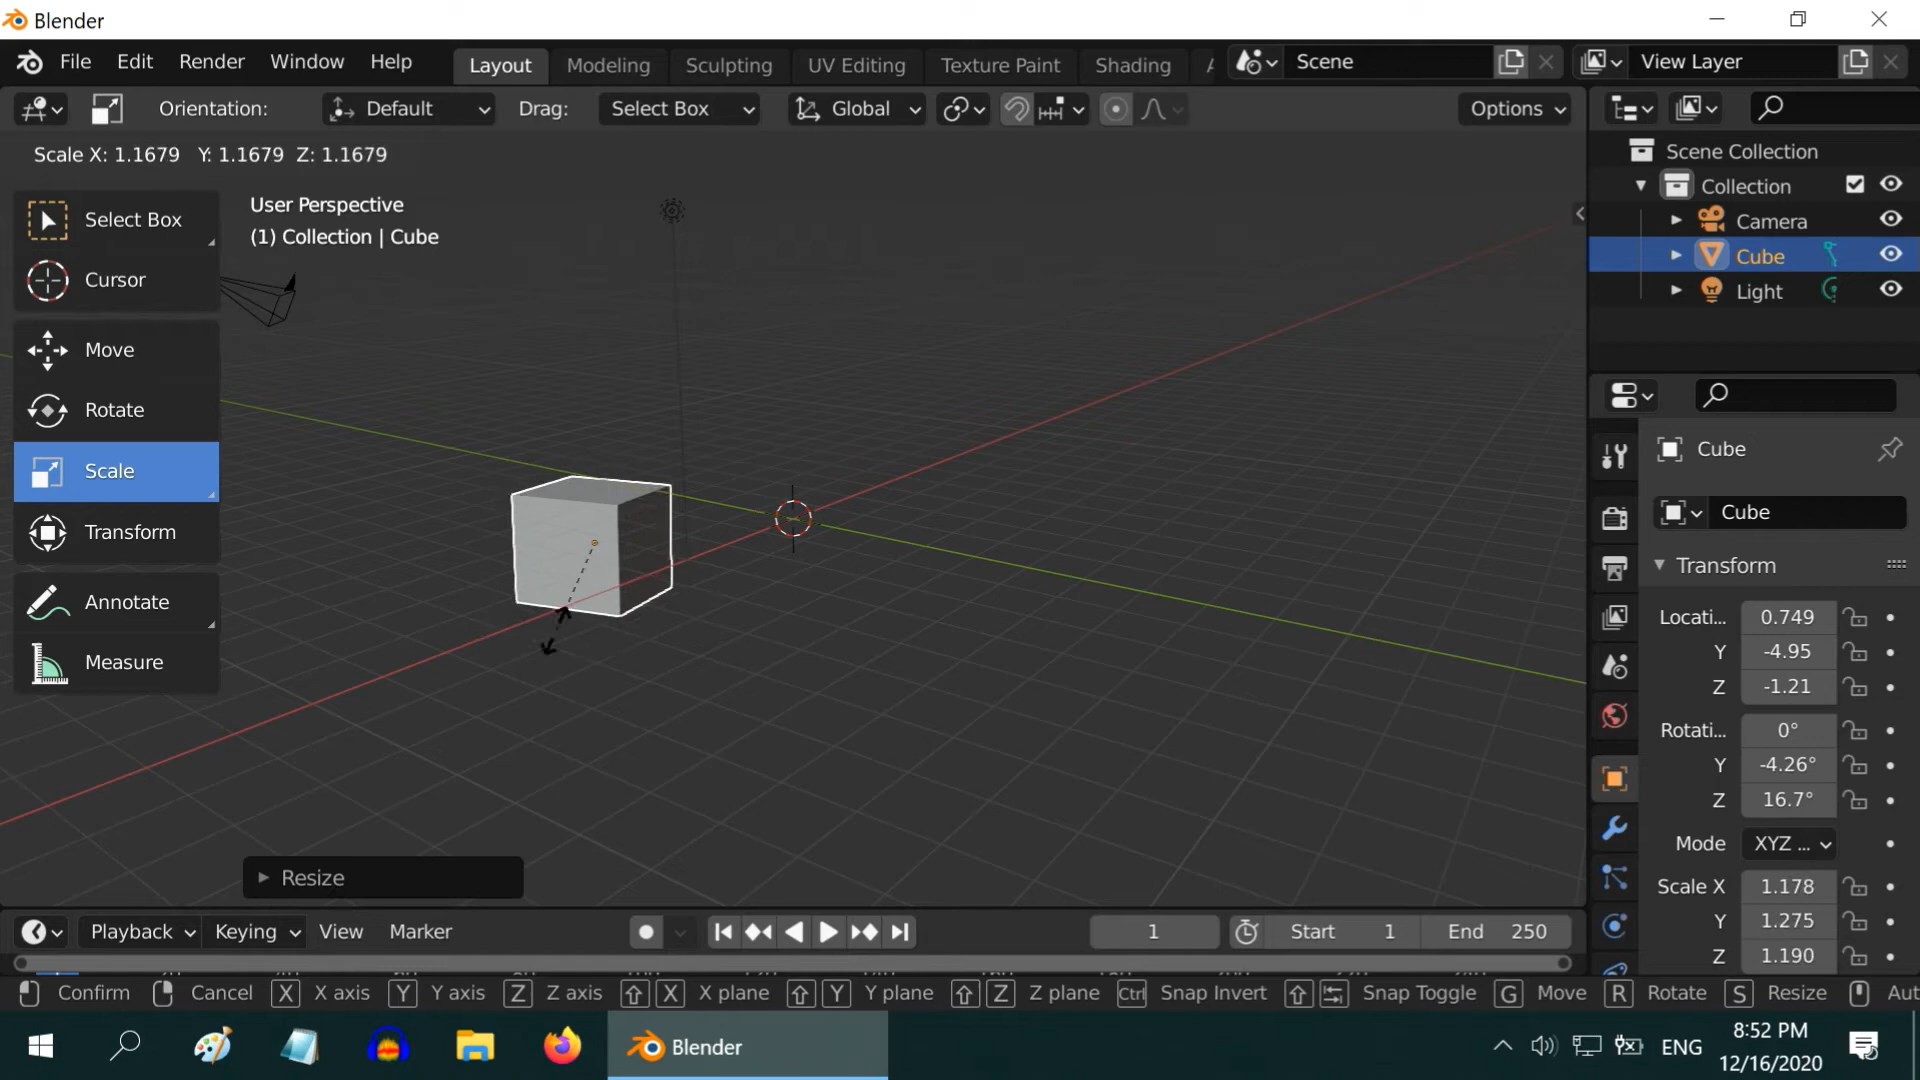 Blender
File Edit Render Window Help Layout Modeling Sculpting UV Editing Texture Paint Shading Scene View Layer
Orientation: Default Drag: Select Box Global Options
Scale X: 1.1679 Y: 1.1679 Z: 1.1679
User Perspective
(1) Collection | Cube
Select Box
Cursor
Move
Rotate
Scale
Transform
Annotate
Measure
Resize
Scene Collection
Collection
Camera
Cube
Light
Cube
Cube
Transform
Locati... 0.749
Y -4.95
Z -1.21
Rotati... 0°
Y -4.26°
Z 16.7°
Mode XYZ ...
Scale X 1.178
Y 1.275
Z 1.190
Playback Keying View Marker 1 Start 1 End 250
Confirm Cancel X X axis Y Y axis Z Z axis X X plane Y Y plane Z Z plane Ctrl Snap Invert Snap Toggle G Move R Rotate S Resize Aut
Blender
ENG
8:52 PM
12/16/2020